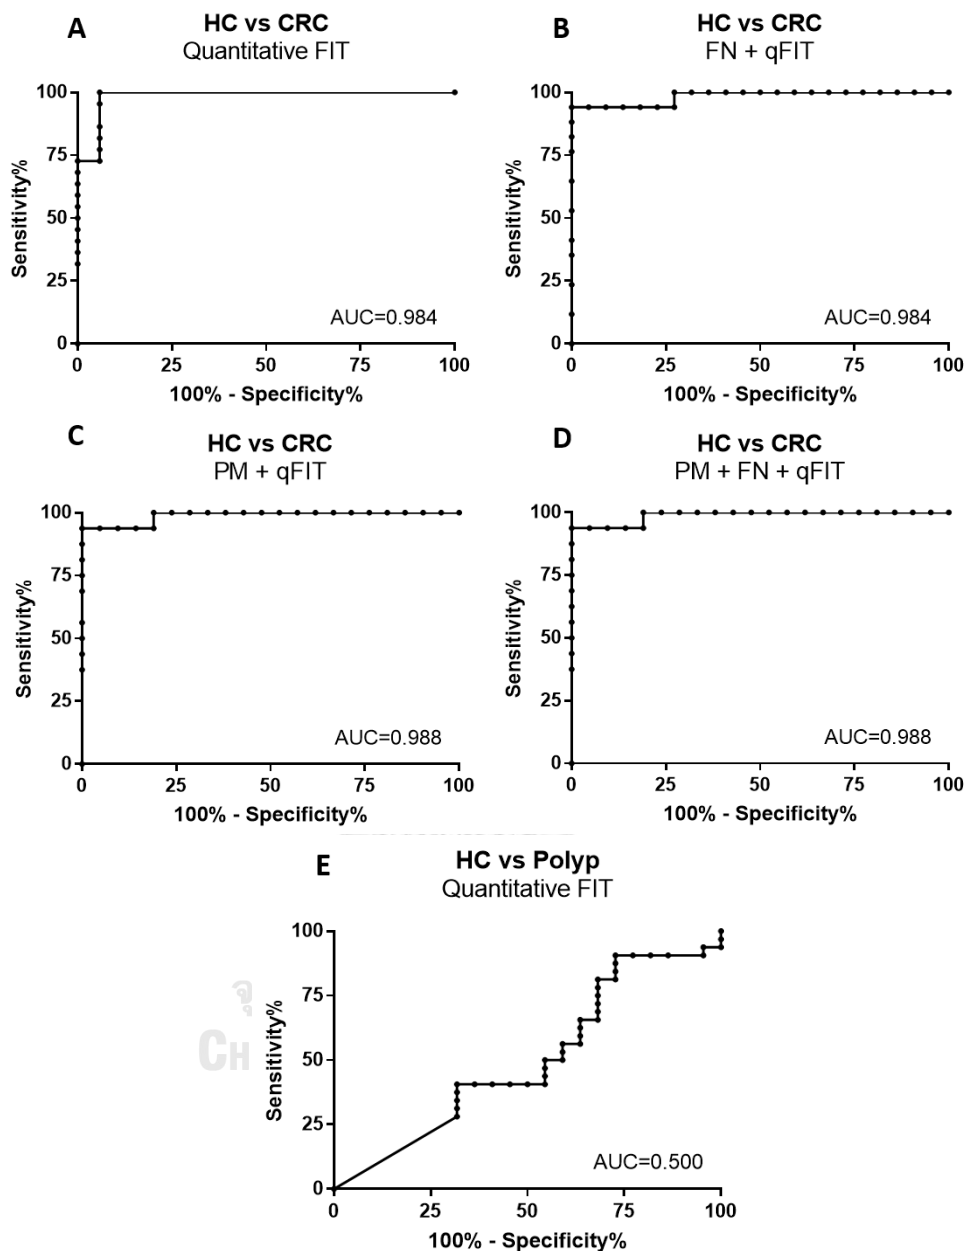 A
HC vs CRC
Quantitative FIT
100
75
50
25
0
Sensitivity%
AUC=0.984
0 25 50 75 100
100% - Specificity%
B
HC vs CRC
FN + qFIT
100
75
50
25
0
Sensitivity%
AUC=0.984
0 25 50 75 100
100% - Specificity%
C
HC vs CRC
PM + qFIT
100
75
50
25
0
Sensitivity%
AUC=0.988
0 25 50 75 100
100% - Specificity%
D
HC vs CRC
PM + FN + qFIT
100
75
50
25
0
Sensitivity%
AUC=0.988
0 25 50 75 100
100% - Specificity%
E
HC vs Polyp
Quantitative FIT
100
75
50
25
0
Sensitivity%
AUC=0.500
0 25 50 75 100
100% - Specificity%
CH